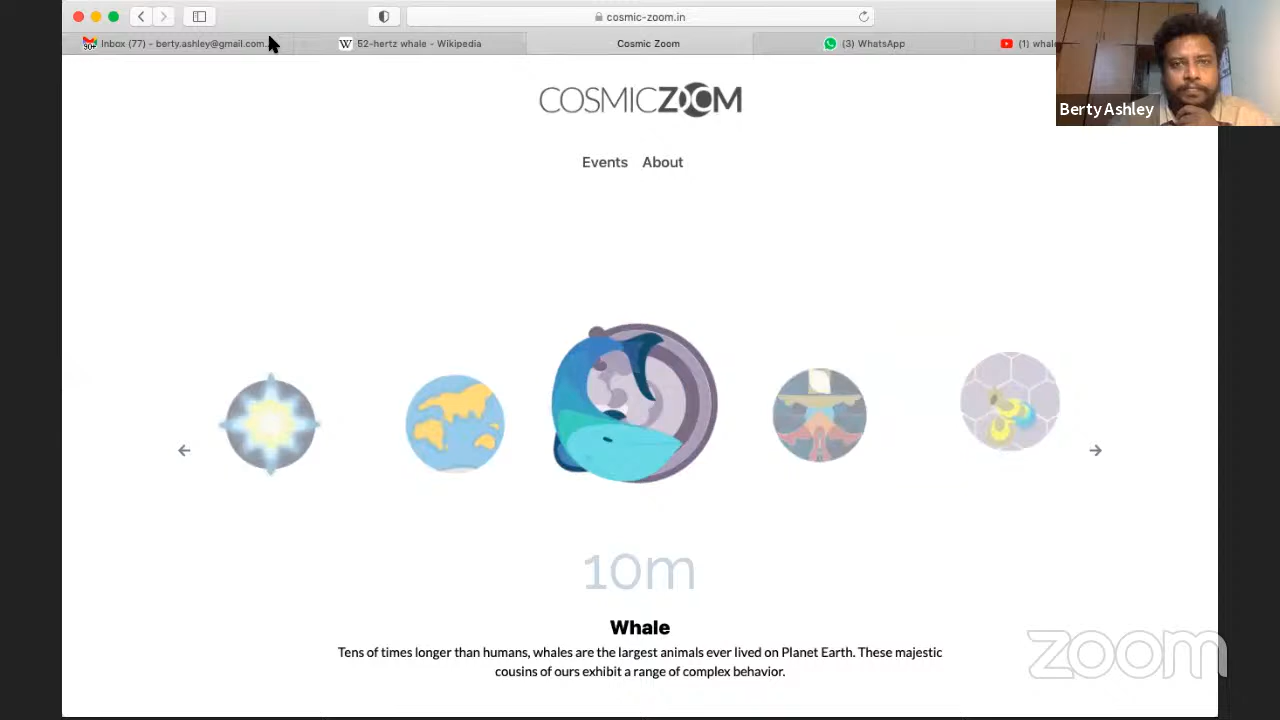 cosmic-zoom.in
90+ Inbox (77) - berty.ashley@gmail.com...
W 52-hertz whale - Wikipedia
Cosmic Zoom
(3) WhatsApp
(1) whale
Berty Ashley
COSMICZOOM
Events About
10m
Whale
Tens of times longer than humans, whales are the largest animals ever lived on Planet Earth. These majestic
cousins of ours exhibit a range of complex behavior.
zoom